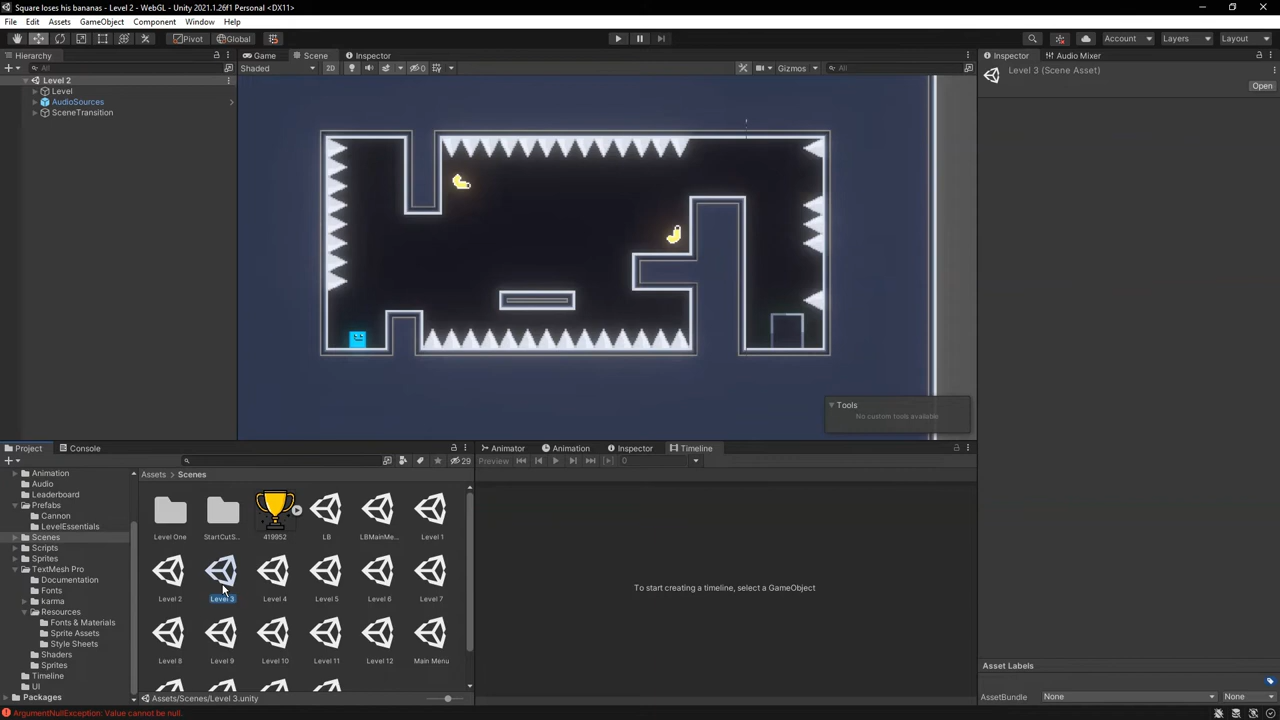 Square loses his bananas - Level 2 - WebGL - Unity 2021.1.26f1 Personal <DX11>
File Edit Assets GameObject Component Window Help
Pivot Global Account Layers Layout
Hierarchy Game Scene Inspector Inspector Audio Mixer
All Shaded 2D 0 Gizmos All
Level 3 (Scene Asset)
Open
Level 2
Level
AudioSources
SceneTransition
Tools
No custom tools available
Project Console Animator Animation Inspector Timeline
29 Preview 0
Assets > Scenes
Animation
Audio
Leaderboard
Prefabs
Cannon
LevelEssentials
Scenes
Scripts
Sprites
TextMesh Pro
Documentation
Fonts
karma
Resources
Fonts & Materials
Sprite Assets
Style Sheets
Shaders
Sprites
Timeline
UI
Packages
Level One StartCutS... 419952 LB LBMainMe... Level 1
Level 2 Level 3 Level 4 Level 5 Level 6 Level 7
Level 8 Level 9 Level 10 Level 11 Level 12 Main Menu
To start creating a timeline, select a GameObject
Asset Labels
AssetBundle None None
Assets/Scenes/Level 3.unity
ArgumentNullException: Value cannot be null.